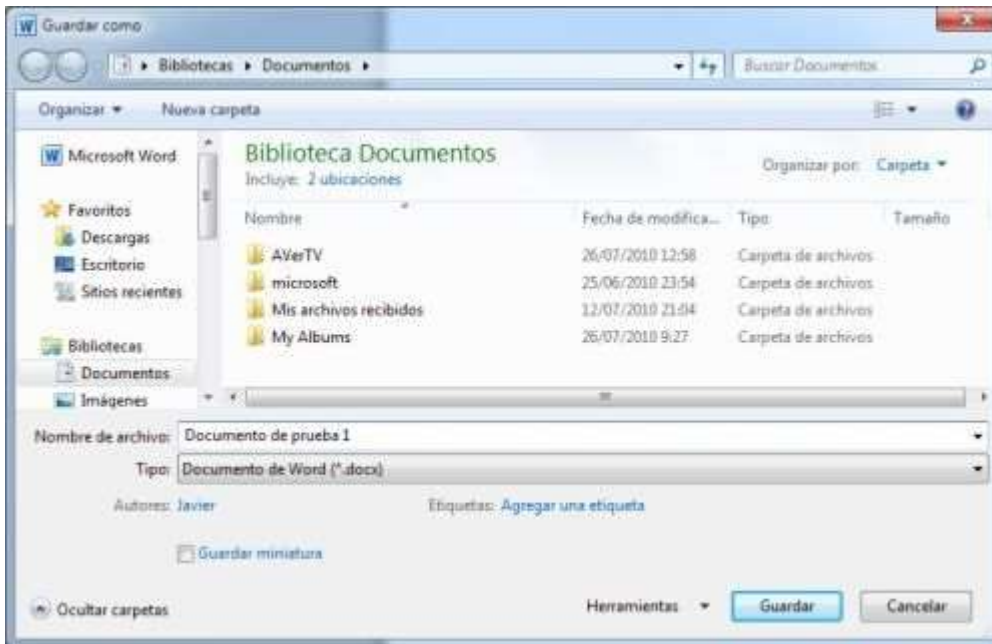 Guardar como
Bibliotecas Documentos
Buscar Documentos
Organizar Nueva carpeta
Microsoft Word
Favoritos
Descargas
Escritorio
Sitios recientes
Bibliotecas
Documentos
Imágenes
Biblioteca Documentos
Incluye: 2 ubicaciones
Organizar por: Carpeta
Nombre Fecha de modifica... Tipo Tamaño
AVerTV 26/07/2010 12:58 Carpeta de archivos
microsoft 25/06/2010 23:54 Carpeta de archivos
Mis archivos recibidos 12/07/2010 21:04 Carpeta de archivos
My Albums 26/07/2010 9:27 Carpeta de archivos
Nombre de archivo: Documento de prueba 1
Tipo: Documento de Word (*.docx)
Autores: Javier Etiquetas: Agregar una etiqueta
Guardar miniatura
Ocultar carpetas Herramientas Guardar Cancelar